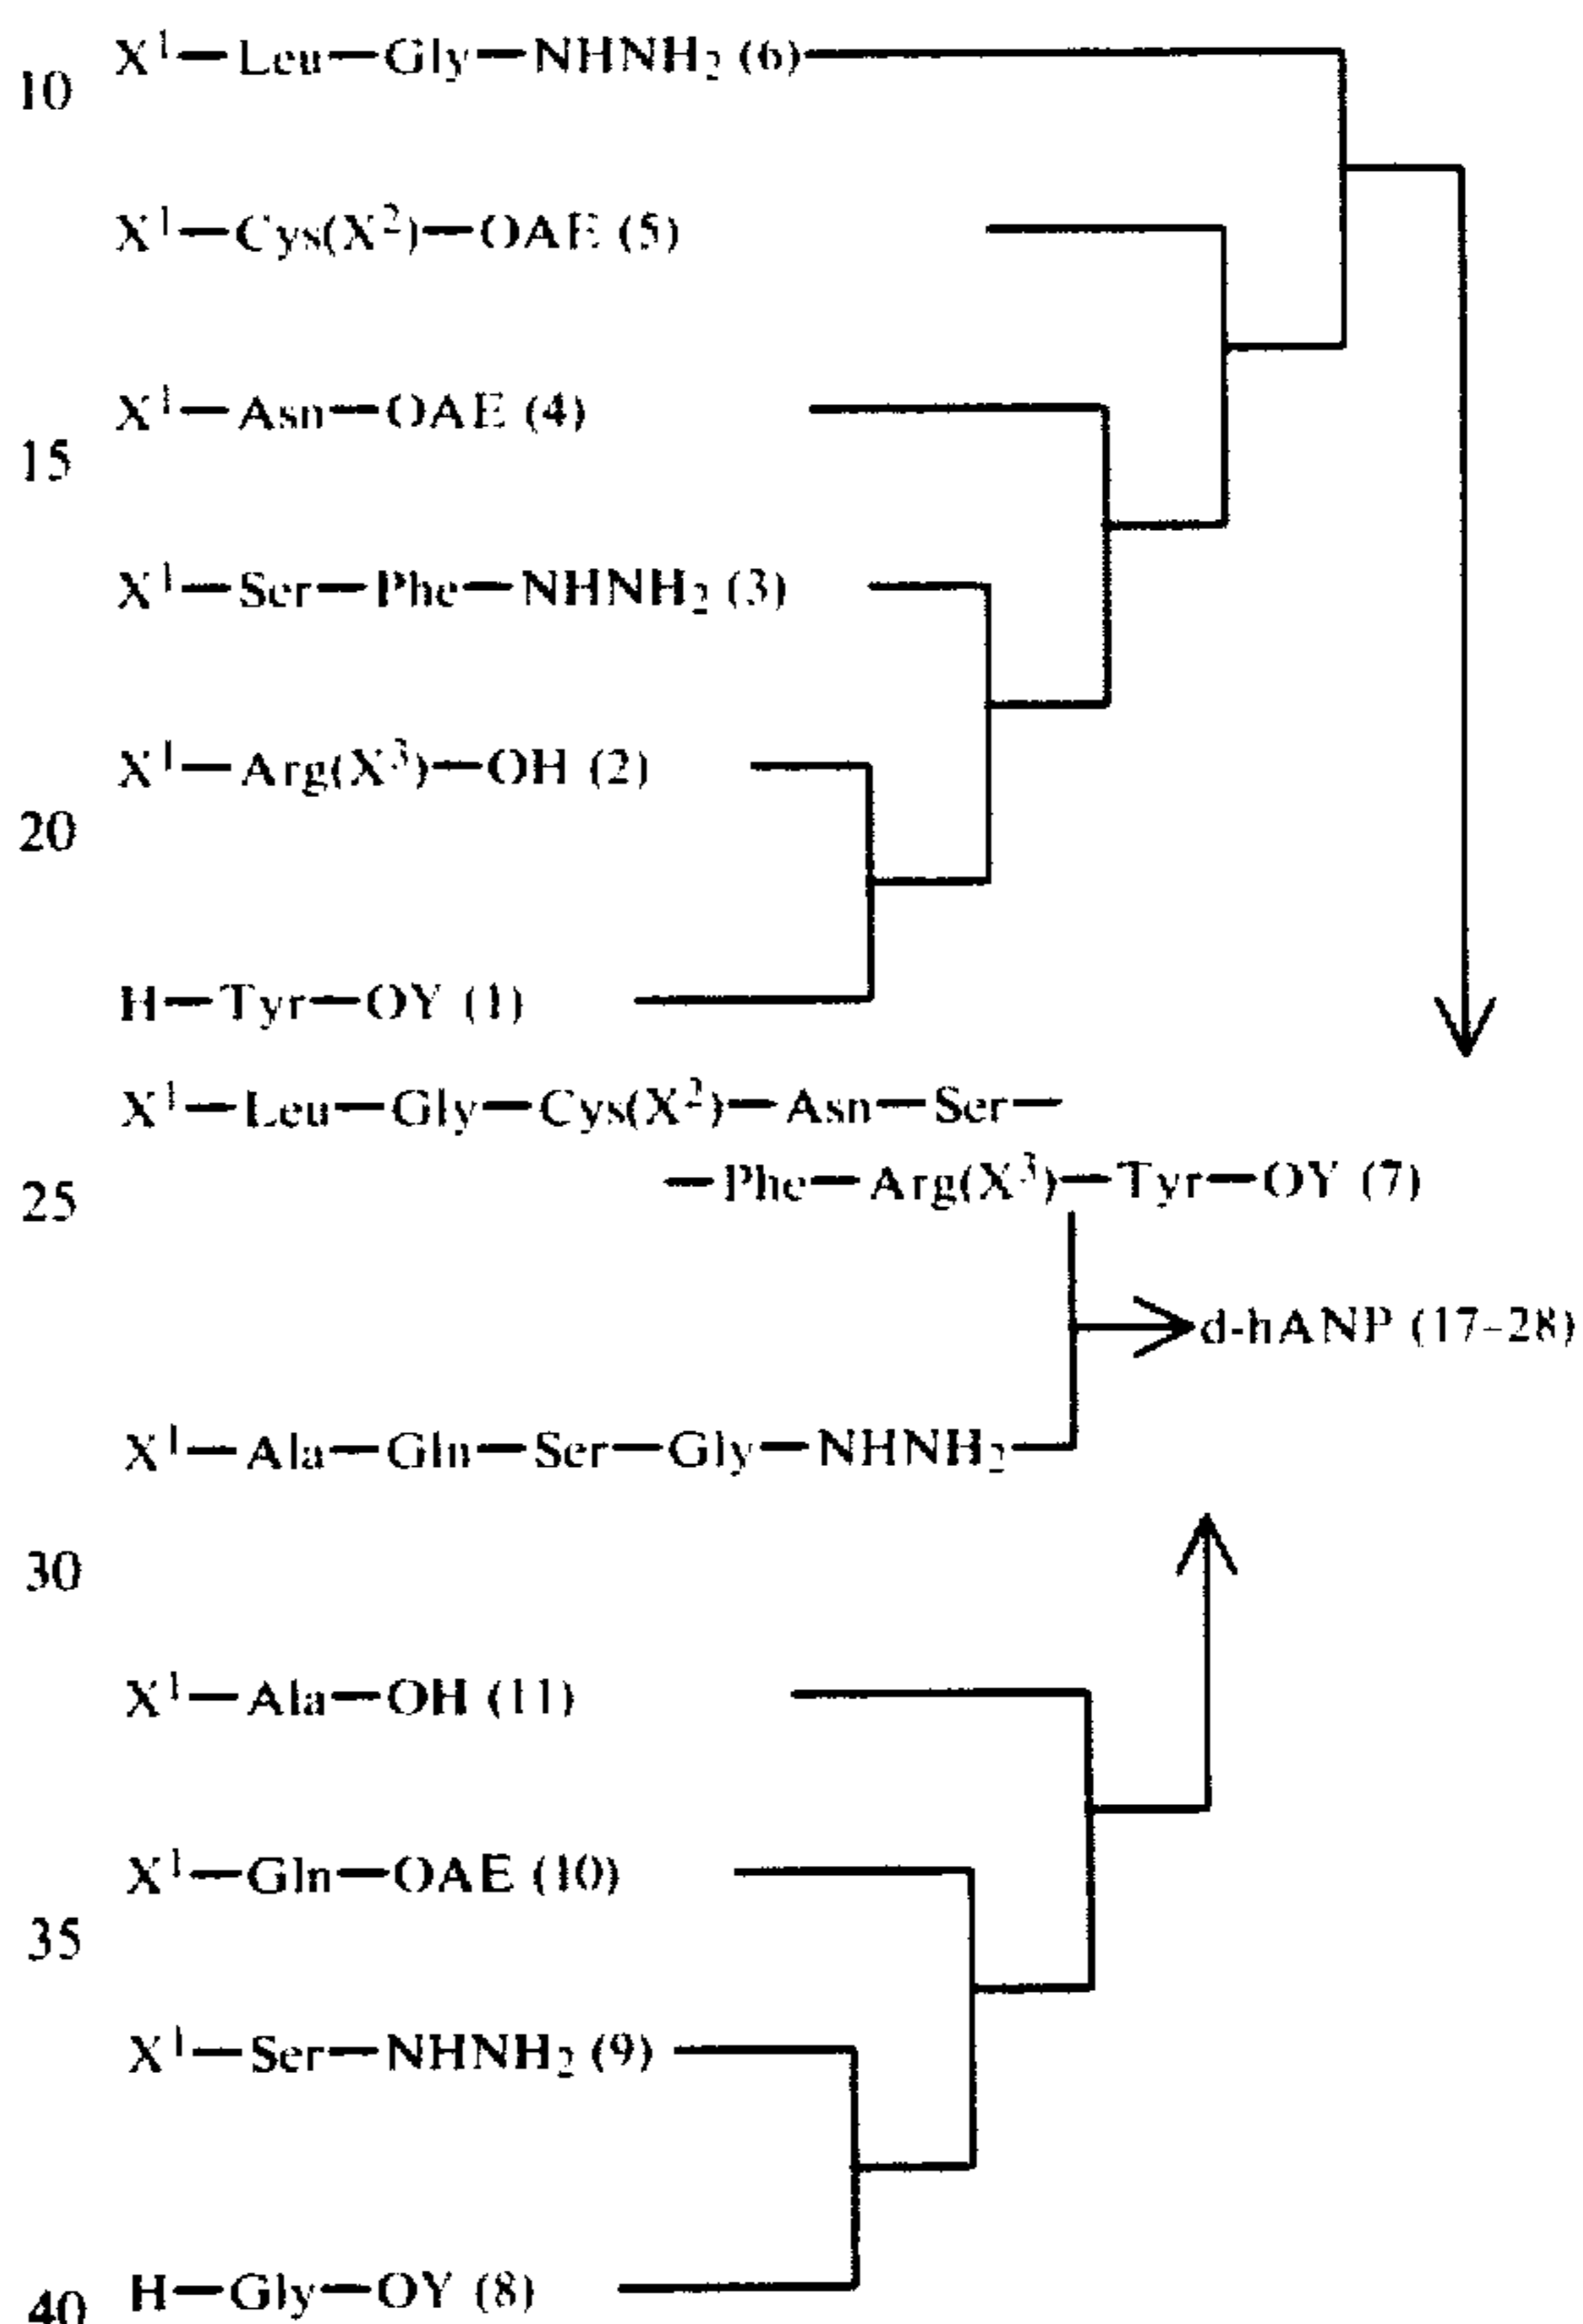 X¹—Leu—Gly—NHNH₂ (6)
10
X¹—Cys(X²)—OAE (5)
X¹—Asn—OAE (4)
15
X¹—Ser—Phe—NHNH₂ (3)
X¹—Arg(X³)—OH (2)
20
H—Tyr—OY (1)
X¹—Leu—Gly—Cys(X²)—Asn—Ser—
—Phe—Arg(X³)—Tyr—OY (7)
25
d-hANP (17–28)
X¹—Ala—Gln—Ser—Gly—NHNH₂
30
X¹—Ala—OH (11)
X¹—Gln—OAE (10)
35
X¹—Ser—NHNH₂ (9)
H—Gly—OY (8)
40